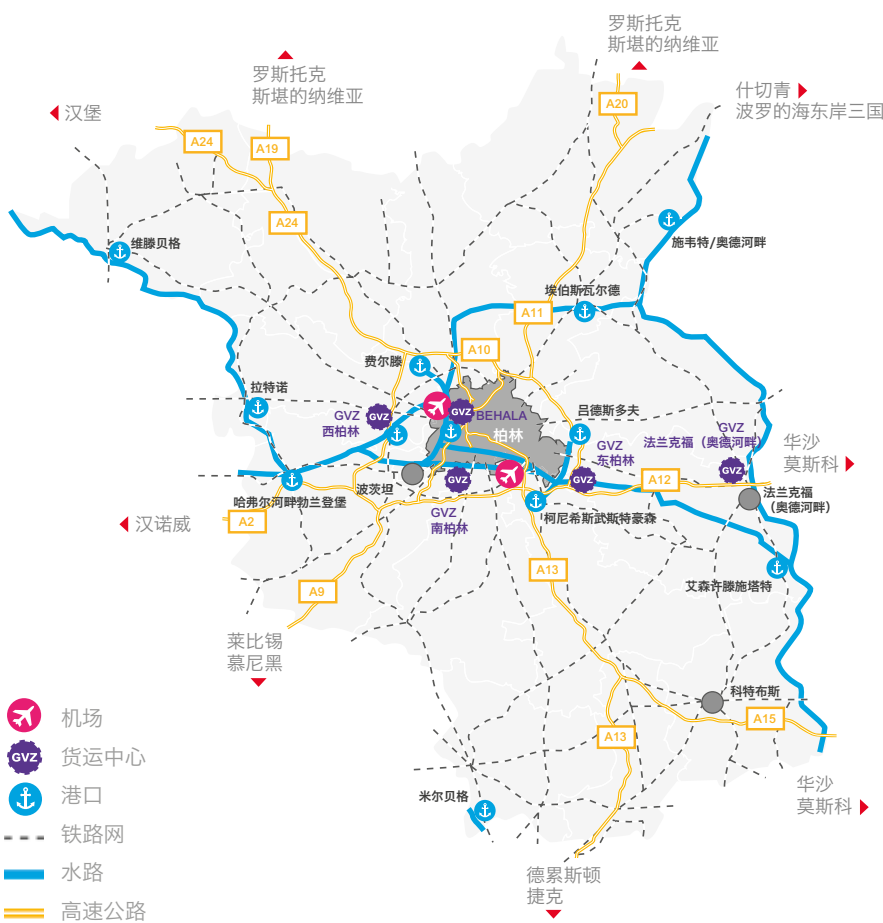 罗斯托克
斯堪的纳维亚
罗斯托克
斯堪的纳维亚
什切青
波罗的海东岸三国
汉堡
A20
A24
A19
A24
维滕贝格
施韦特/奥德河畔
埃伯斯瓦尔德
A11
A10
费尔滕
拉特诺
GVZ
西柏林
GVZ
GVZ
BEHALA
柏林
吕德斯多夫
GVZ
东柏林
GVZ
法兰克福（奥德河畔）
华沙
莫斯科
GVZ
GVZ
GVZ
A12
波茨坦
哈弗尔河畔勃兰登堡
法兰克福
（奥德河畔）
GVZ
南柏林
柯尼希斯武斯特豪森
A2
汉诺威
A13
艾森许滕施塔特
A9
莱比锡
慕尼黑
科特布斯
A15
A13
机场
GVZ
货运中心
港口
米尔贝格
华沙
莫斯科
铁路网
水路
德累斯顿
捷克
高速公路